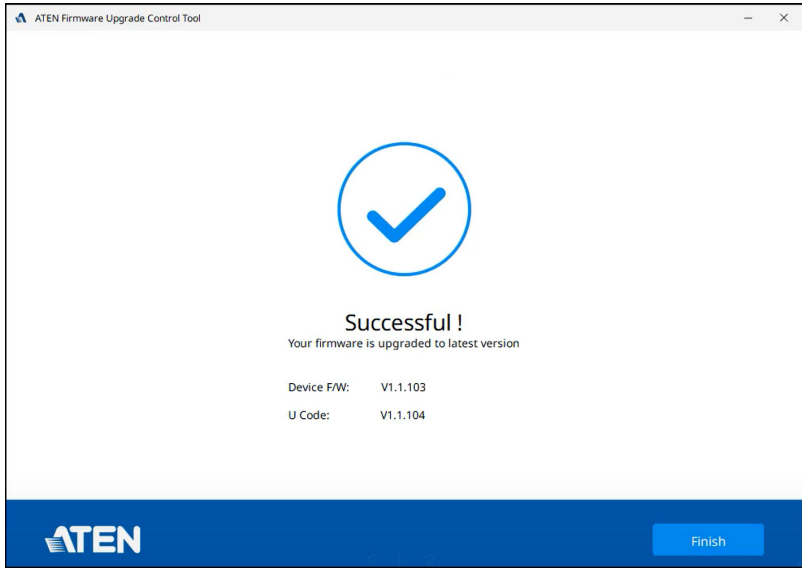 ATEN Firmware Upgrade Control Tool
Successful !
Your firmware is upgraded to latest version
Device F/W: V1.1.103
U Code: V1.1.104
ATEN
Finish